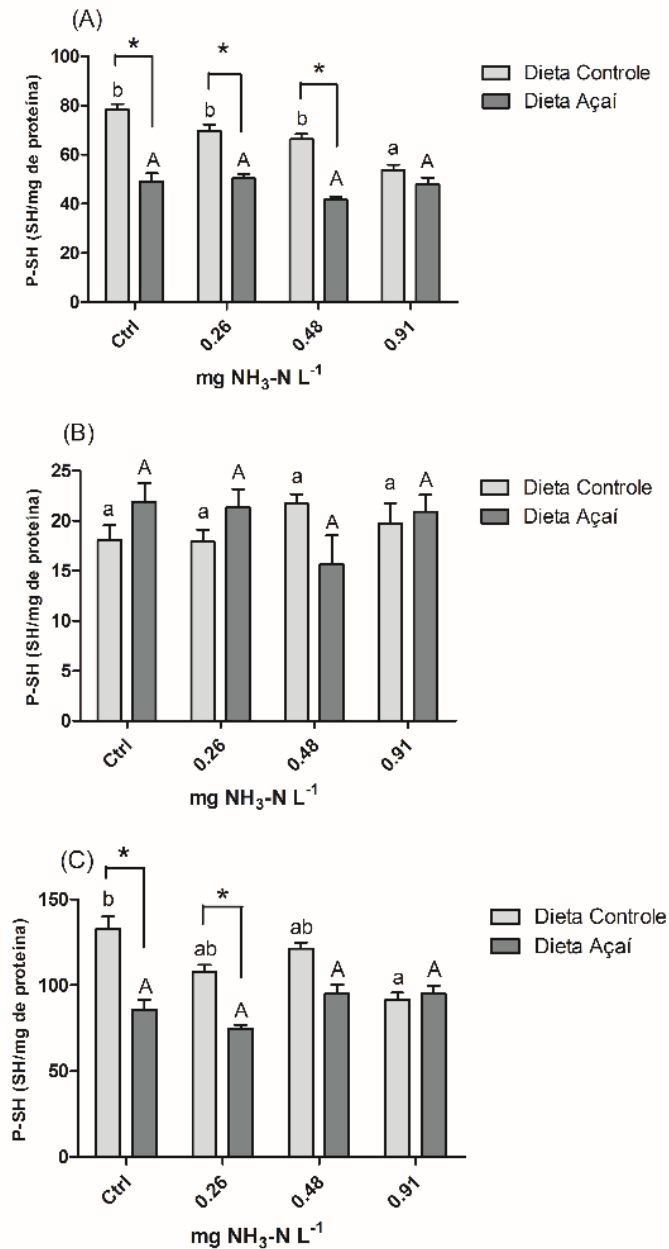 (A)
*
*
*
Dieta Controle
Dieta Açaí
P-SH (SH/mg de proteína)
100
80
60
40
20
0
b
A
b
A
b
A
a
A
Ctrl
0.26
0.48
0.91
mg NH₃-N L⁻¹
(B)
Dieta Controle
Dieta Açaí
P-SH (SH/mg de proteína)
25
20
15
10
5
0
a
A
a
A
a
A
a
A
Ctrl
0.26
0.48
0.91
mg NH₃-N L⁻¹
(C)
*
*
Dieta Controle
Dieta Açaí
P-SH (SH/mg de proteína)
150
100
50
0
b
A
ab
A
ab
A
a
A
Ctrl
0.26
0.48
0.91
mg NH₃-N L⁻¹